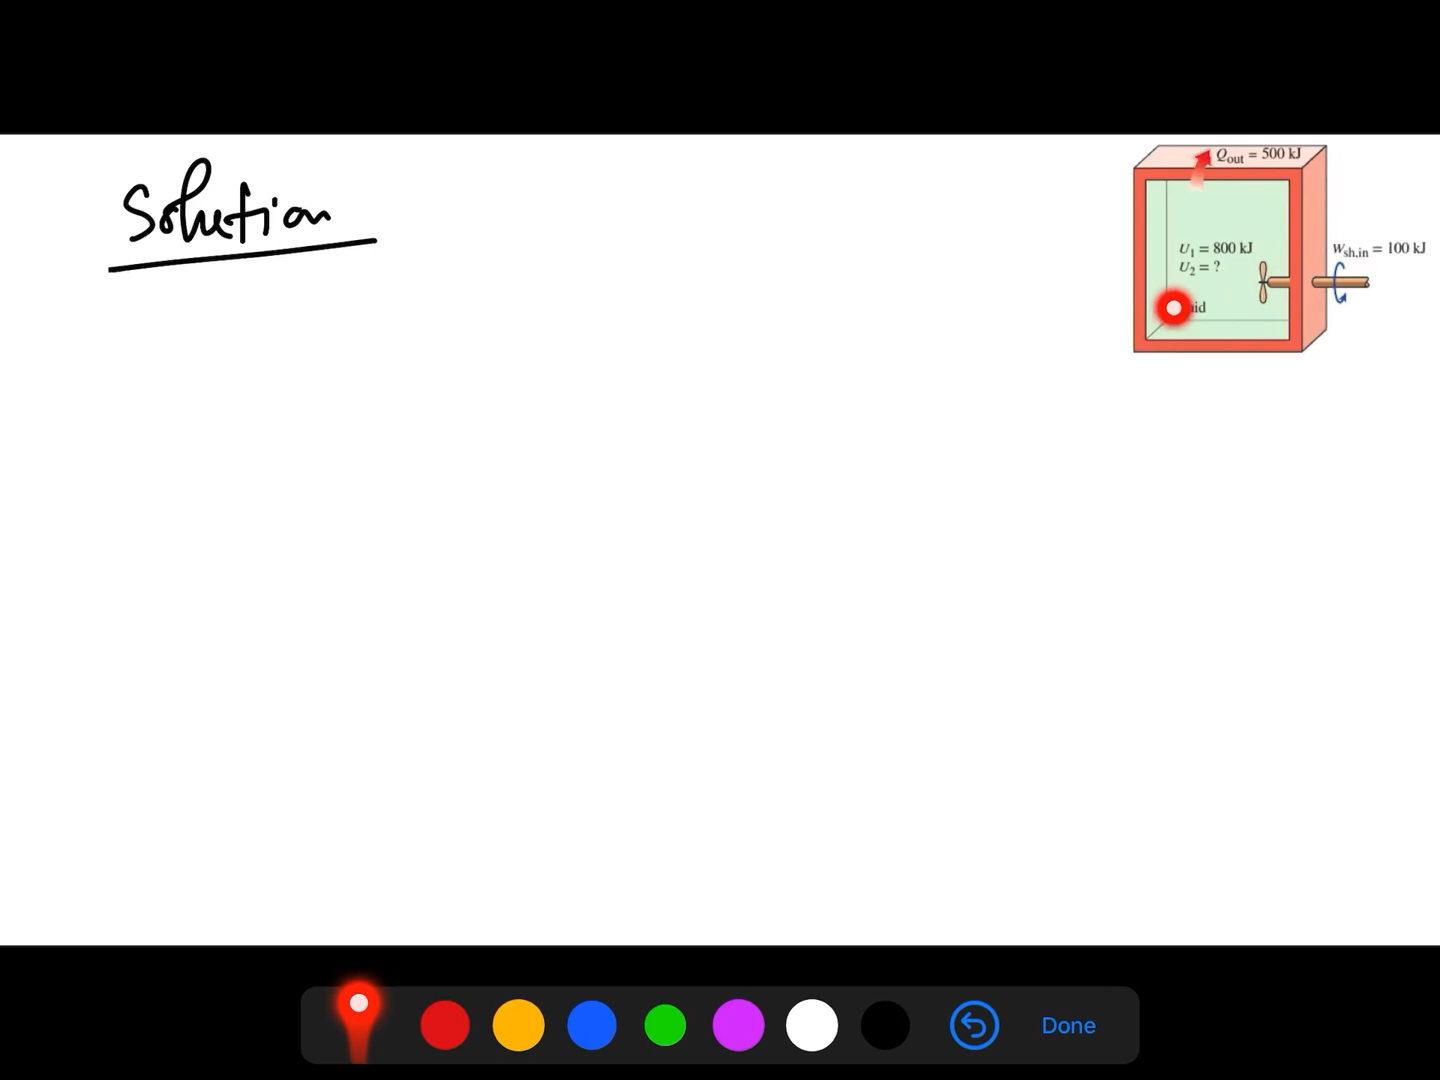 Solution
Qout = 500 kJ
U1 = 800 kJ
Wsh,in = 100 kJ
U2 = ?
Done